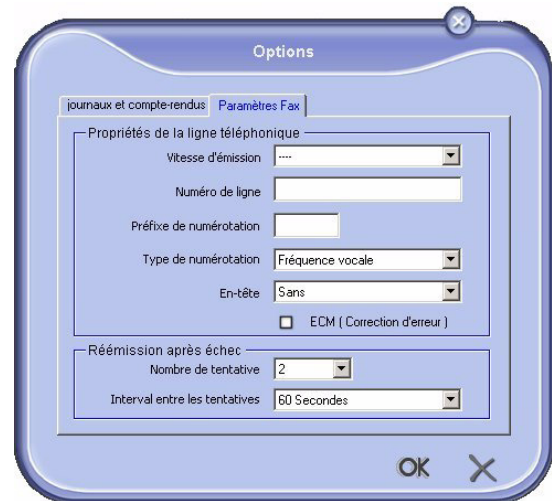 Options
journaux et compte-rendus Paramètres Fax
Propriétés de la ligne téléphonique
Vitesse d'émission ----
Numéro de ligne
Préfixe de numérotation
Type de numérotation Fréquence vocale
En-tête Sans
ECM ( Correction d'erreur )
Réémission après échec
Nombre de tentative 2
Interval entre les tentatives 60 Secondes
OK